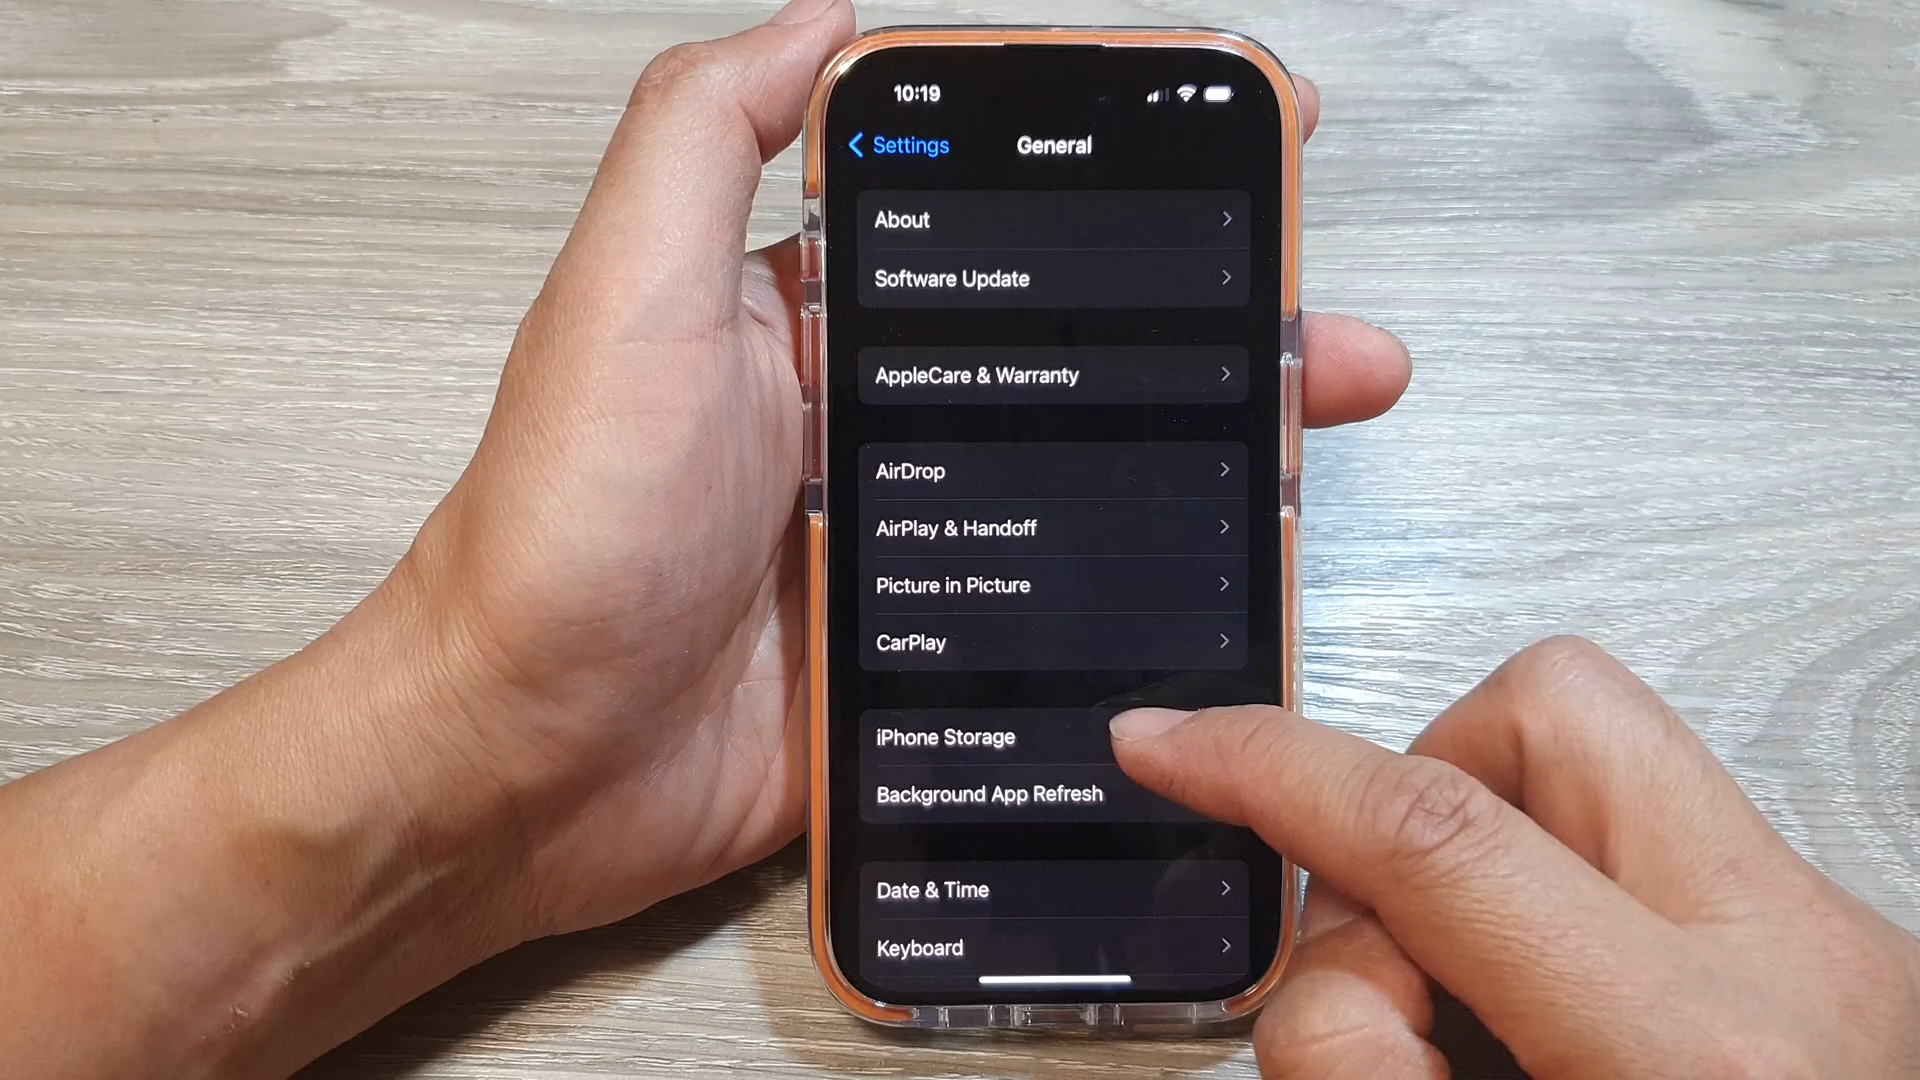 10:19
Settings
General
About
Software Update
AppleCare & Warranty
AirDrop
AirPlay & Handoff
Picture in Picture
CarPlay
iPhone Storage
Background App Refresh
Date & Time
Keyboard